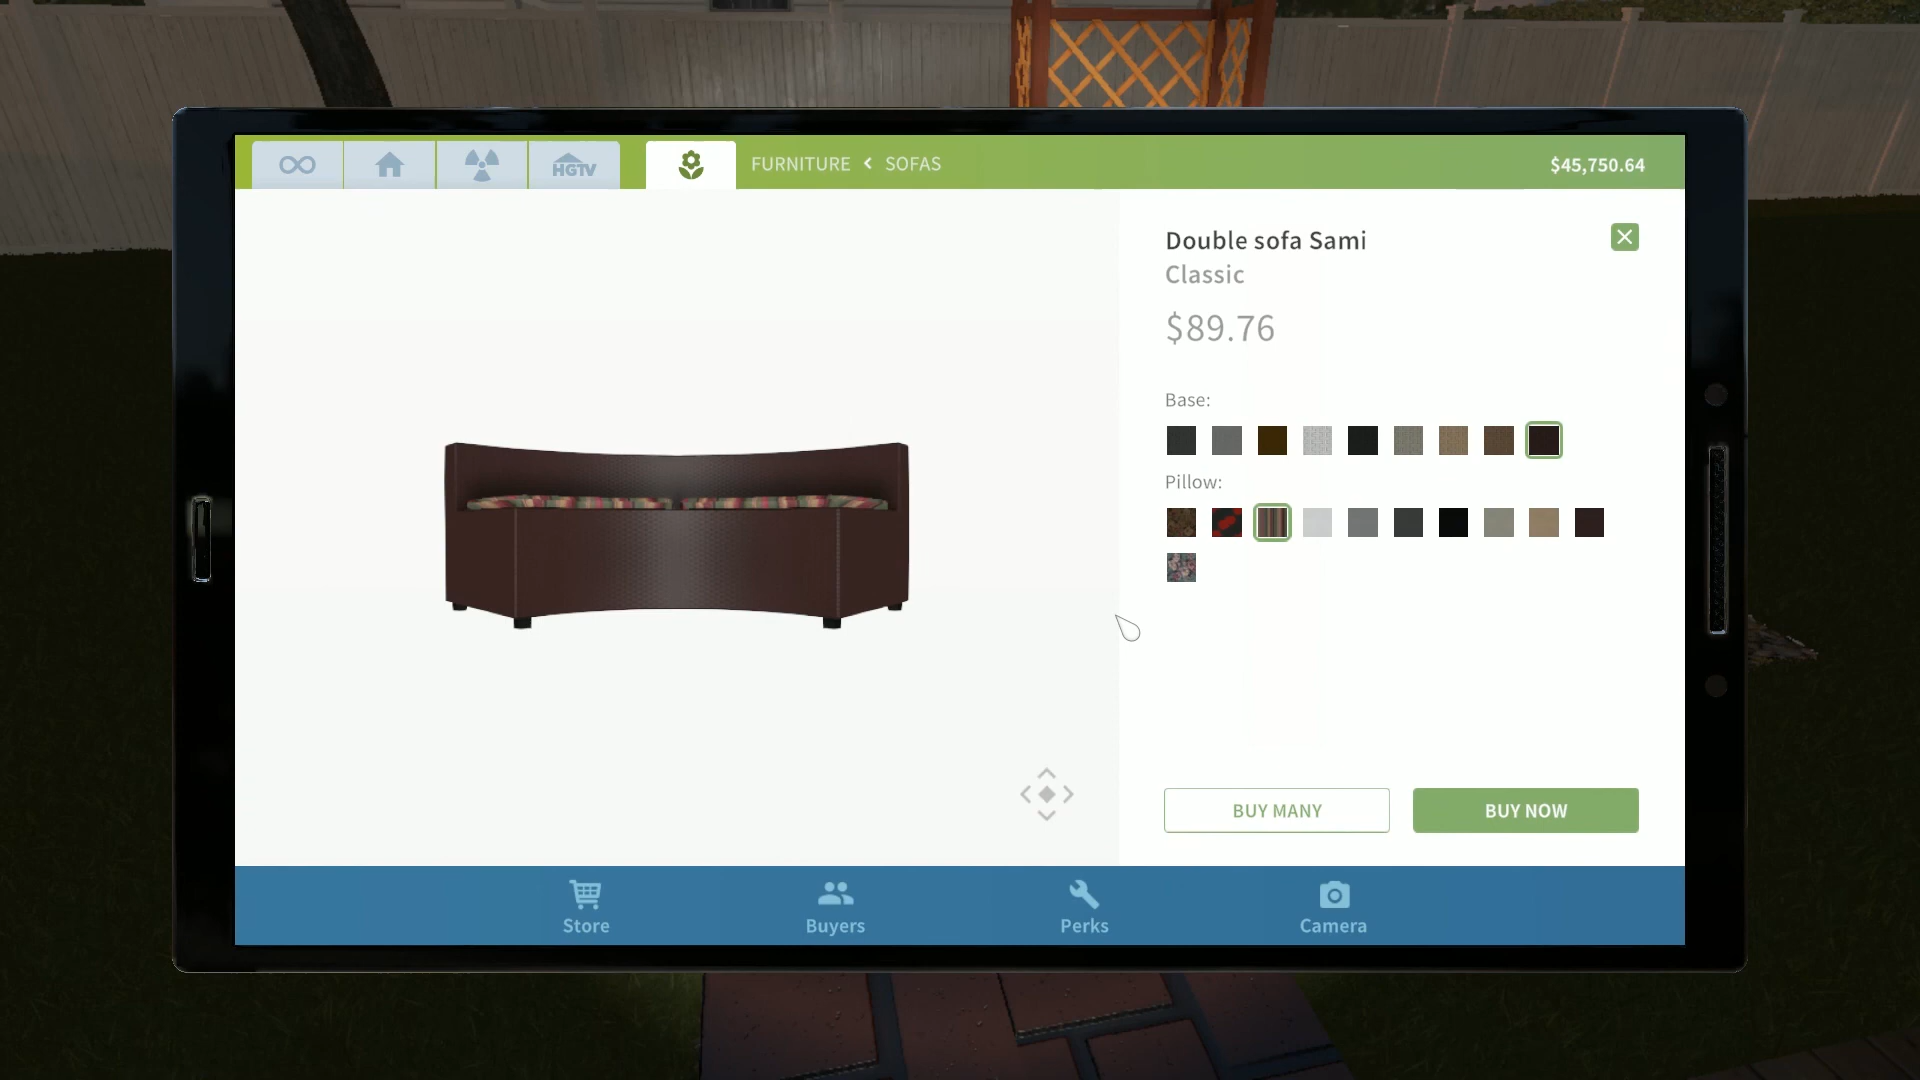 HGTV
FURNITURE < SOFAS
$45,750.64
Double sofa Sami
Classic
$89.76
Base:
Pillow:
BUY MANY
BUY NOW
Store
Buyers
Perks
Camera